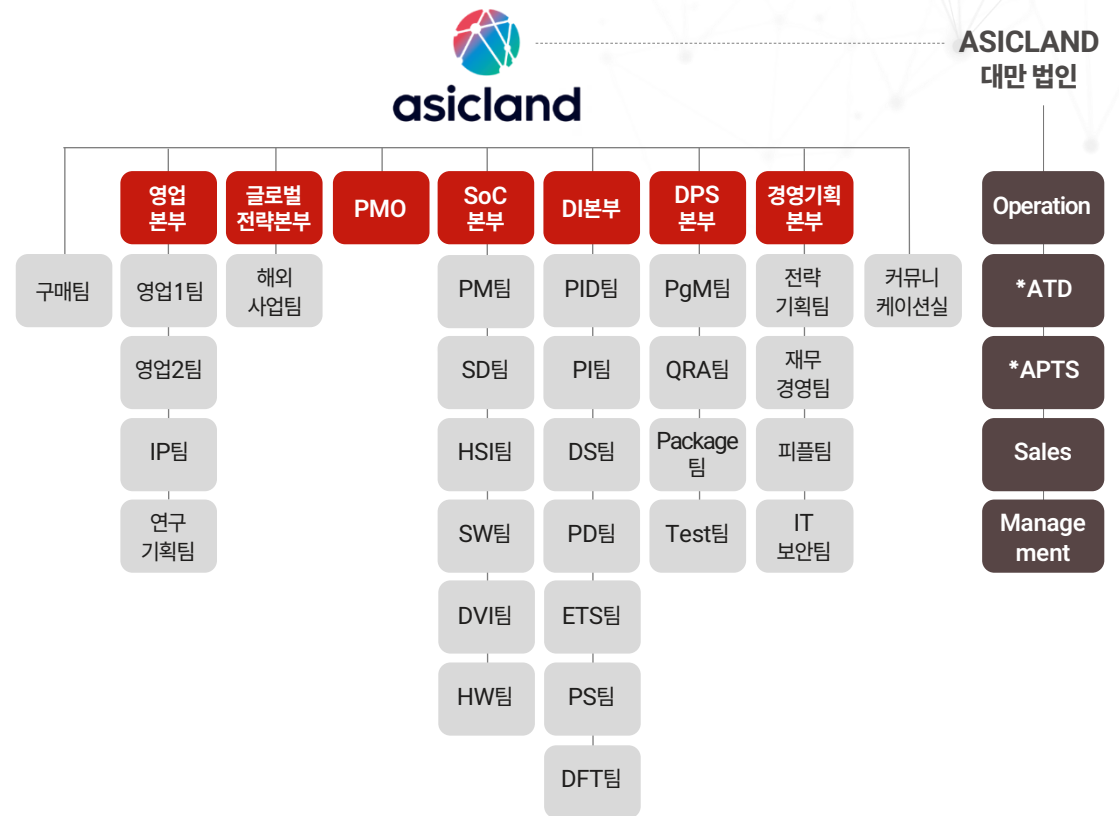 asicland
ASICLAND
대만 법인
영업
본부
글로벌
전략본부
PMO
SoC
본부
DI본부
DPS
본부
경영기획
본부
Operation
구매팀
영업1팀
해외
사업팀
PM팀
PID팀
PgM팀
전략
기획팀
커뮤니
케이션실
*ATD
영업2팀
SD팀
PI팀
QRA팀
재무
경영팀
*APTS
IP팀
HSI팀
DS팀
Package
팀
피플팀
Sales
연구
기획팀
SW팀
PD팀
Test팀
IT
보안팀
Manage
ment
DVI팀
ETS팀
HW팀
PS팀
DFT팀